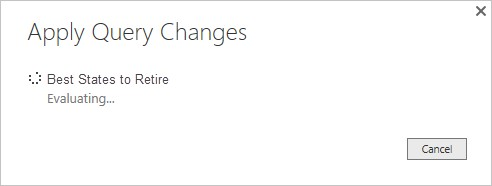 Apply Query Changes
Best States to Retire
Evaluating...
Cancel